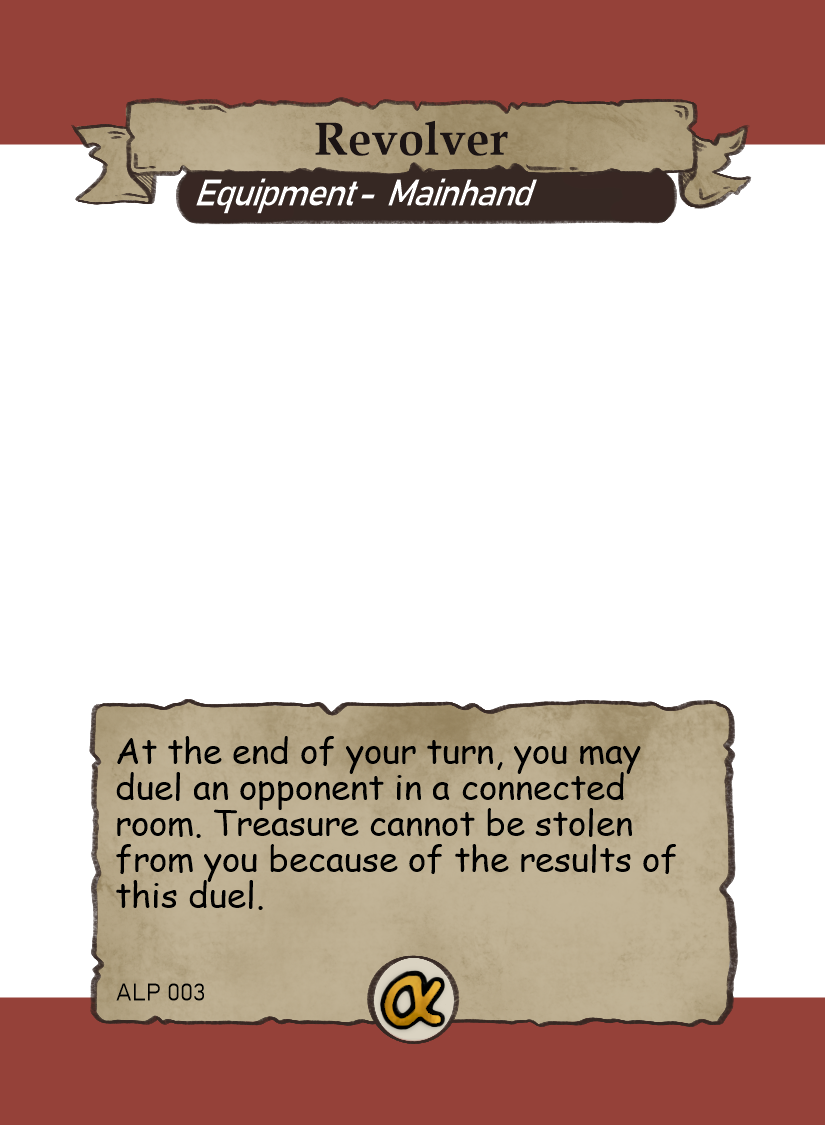 Revolver
Equipment - Mainhand
At the end of your turn, you may
duel an opponent in a connected
room. Treasure cannot be stolen
from you because of the results of
this duel.
ALP 003
α